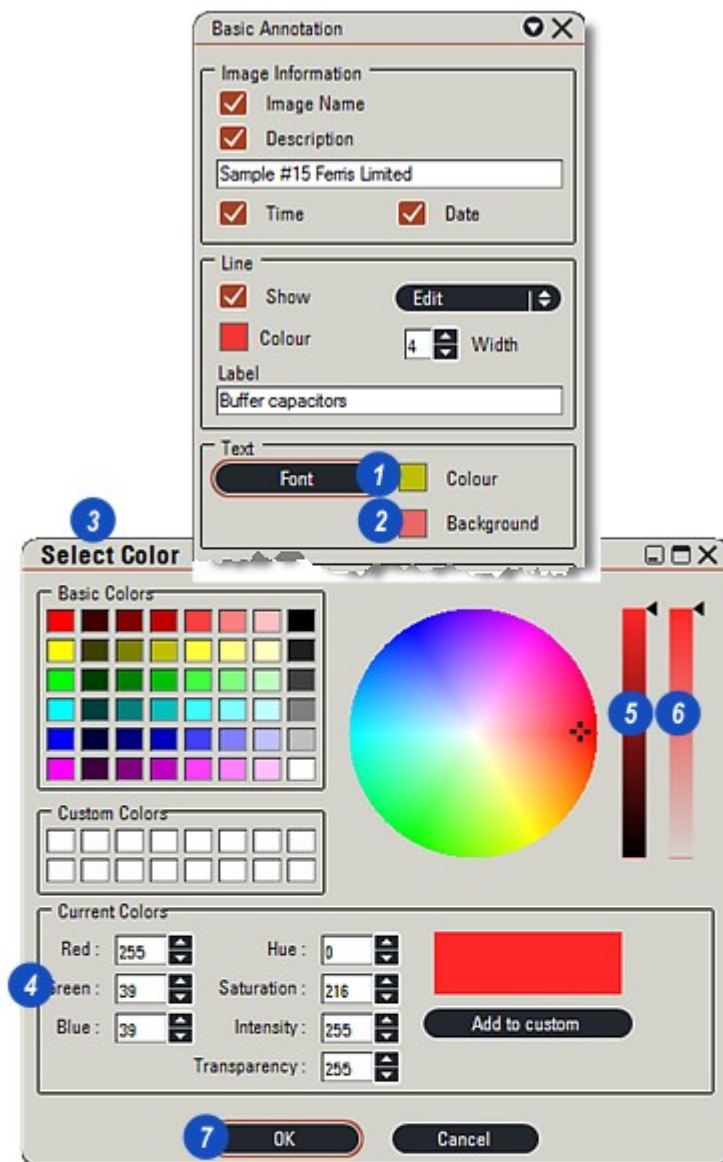 Basic Annotation
Image Information
Image Name
Description
Sample #15 Ferris Limited
Time Date
Line
Show Edit
Colour 4 Width
Label
Buffer capacitors
Text
Font 1 Colour
2 Background
3
Select Color
Basic Colors
5 6
Custom Colors
Current Colors
Red : 255 Hue : 0
4 Green : 39 Saturation : 216
Blue : 39 Intensity : 255 Add to custom
Transparency : 255
7 OK Cancel